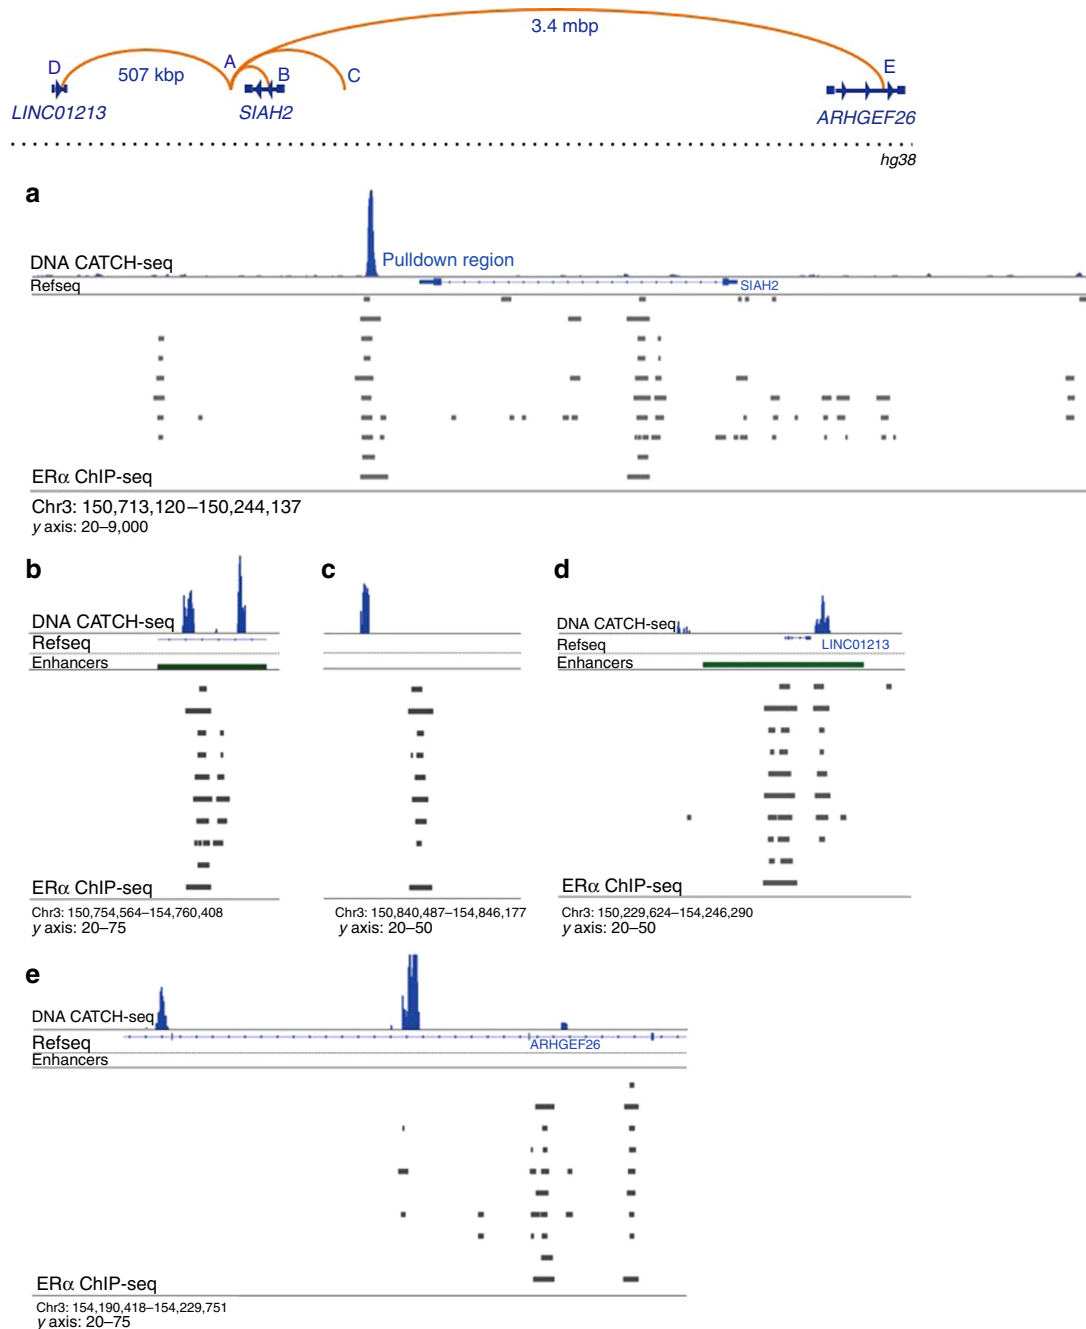 3.4 mbp
D
A
507 kbp
B
C
E
LINC01213
SIAH2
ARHGEF26
hg38
a
DNA CATCH-seq
Pulldown region
Refseq
SIAH2
ERα ChIP-seq
Chr3: 150,713,120–150,244,137
y axis: 20–9,000
b
DNA CATCH-seq
Refseq
Enhancers
ERα ChIP-seq
Chr3: 150,754,564–154,760,408
y axis: 20–75
c
Chr3: 150,840,487–154,846,177
y axis: 20–50
d
DNA CATCH-seq
Refseq
LINC01213
Enhancers
ERα ChIP-seq
Chr3: 150,229,624–154,246,290
y axis: 20–50
e
DNA CATCH-seq
Refseq
ARHGEF26
Enhancers
ERα ChIP-seq
Chr3: 154,190,418–154,229,751
y axis: 20–75